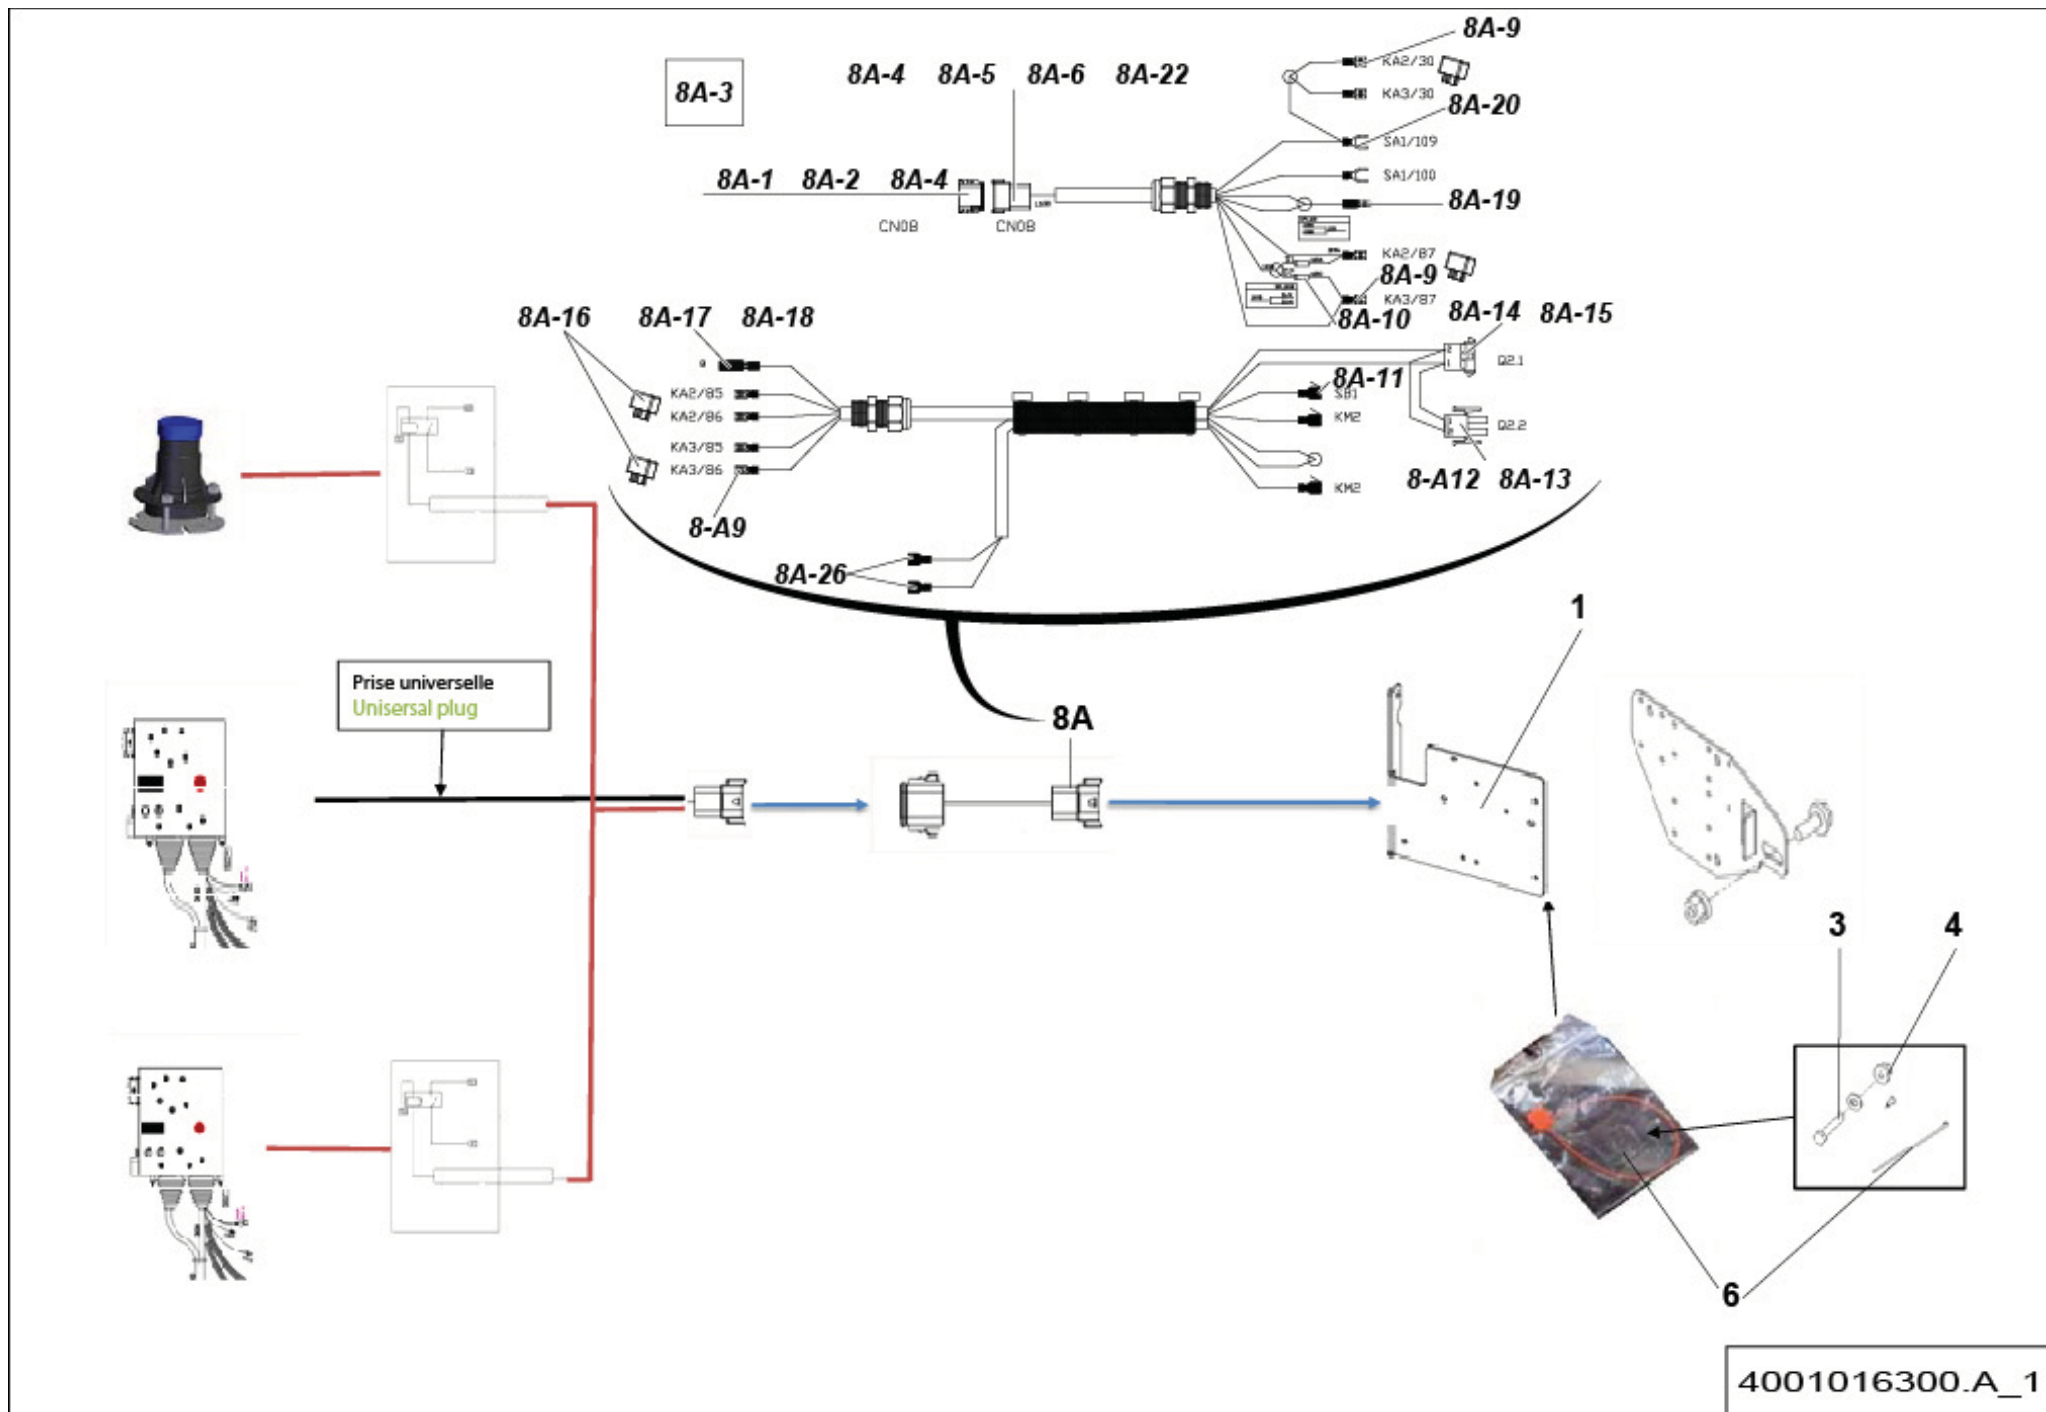 8A-9
8A-3
8A-4 8A-5 8A-6 8A-22
KA2/30
KA3/30
8A-20
SA1/109
8A-1 8A-2 8A-4
SA1/100
8A-19
CN08 CN08
KA2/87
8A-9
KA3/87
8A-10
8A-14 8A-15
8A-16 8A-17 8A-18
Q2.1
KA2/85
8A-11
SB1
KA2/86
KM2
Q2.2
KA3/85
KA3/86
8-A12 8A-13
KM2
8-A9
8A-26
1
Prise universelle
Unisersal plug
8A
3 4
6
4001016300.A_1